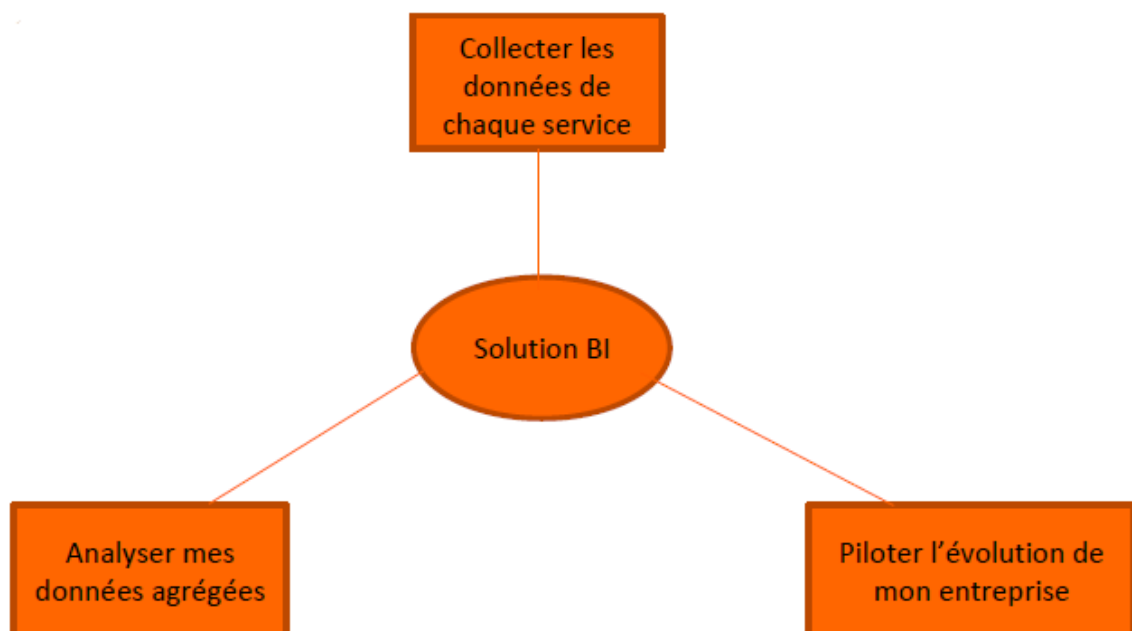 Collecter les
données de
chaque service
Solution BI
Analyser mes
données agrégées
Piloter l’évolution de
mon entreprise